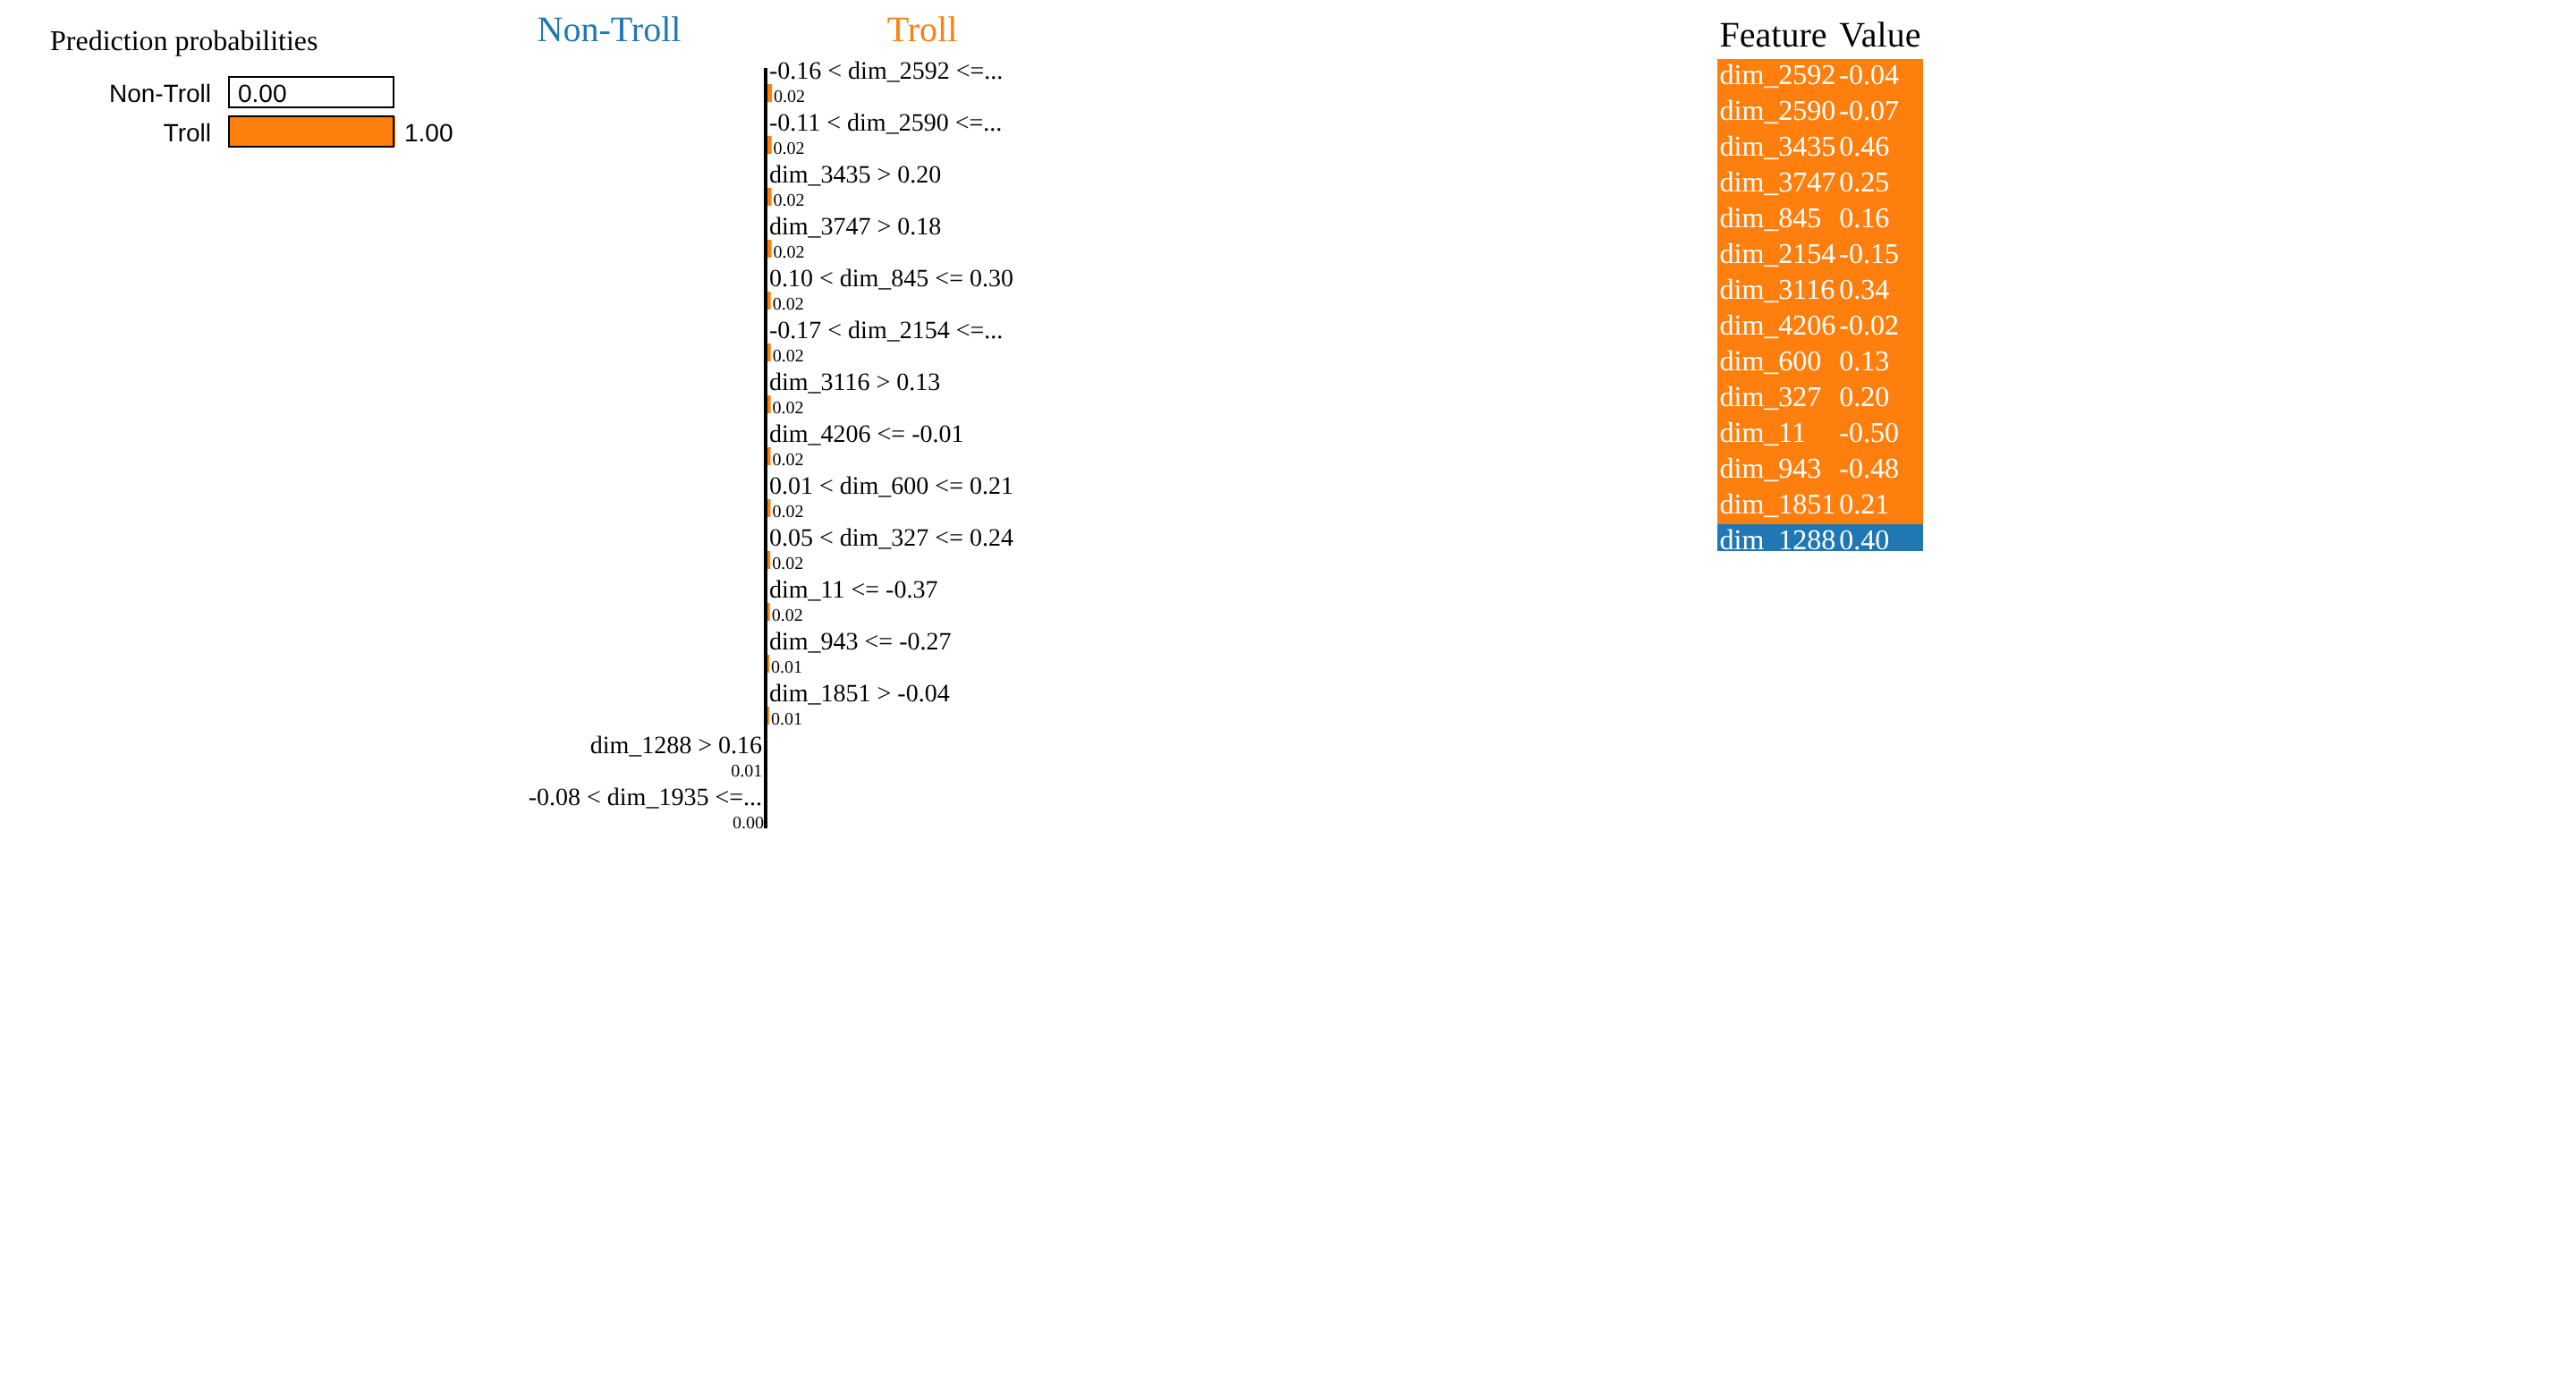 Prediction probabilities
Non-Troll 0.00
Troll 1.00
Non-Troll Troll
-0.16 < dim_2592 <=...
0.02
-0.11 < dim_2590 <=...
0.02
dim_3435 > 0.20
0.02
dim_3747 > 0.18
0.02
0.10 < dim_845 <= 0.30
0.02
-0.17 < dim_2154 <=...
0.02
dim_3116 > 0.13
0.02
dim_4206 <= -0.01
0.02
0.01 < dim_600 <= 0.21
0.02
0.05 < dim_327 <= 0.24
0.02
dim_11 <= -0.37
0.02
dim_943 <= -0.27
0.01
dim_1851 > -0.04
0.01
dim_1288 > 0.16
0.01
-0.08 < dim_1935 <=...
0.00
Feature Value
dim_2592 -0.04
dim_2590 -0.07
dim_3435 0.46
dim_3747 0.25
dim_845 0.16
dim_2154 -0.15
dim_3116 0.34
dim_4206 -0.02
dim_600 0.13
dim_327 0.20
dim_11 -0.50
dim_943 -0.48
dim_1851 0.21
dim_1288 0.40